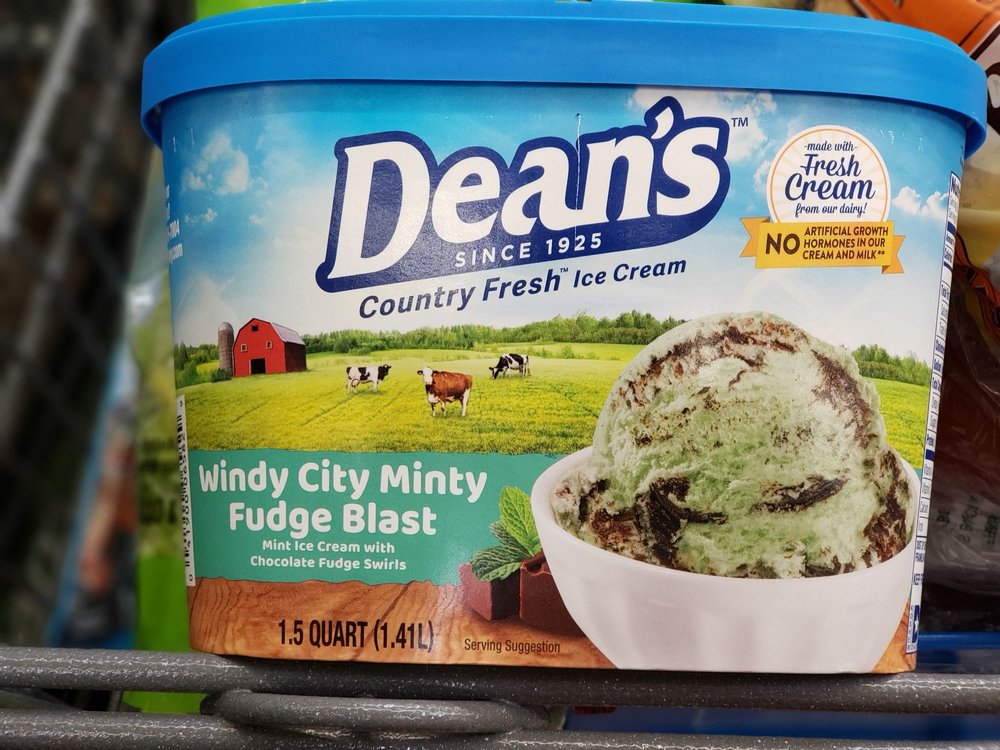 Dean's™
SINCE 1925
Country Fresh™ Ice Cream
-made with-
Fresh
Cream
from our dairy!
NO ARTIFICIAL GROWTH
HORMONES IN OUR
CREAM AND MILK**
Windy City Minty
Fudge Blast
Mint Ice Cream with
Chocolate Fudge Swirls
1.5 QUART (1.41L)
Serving Suggestion